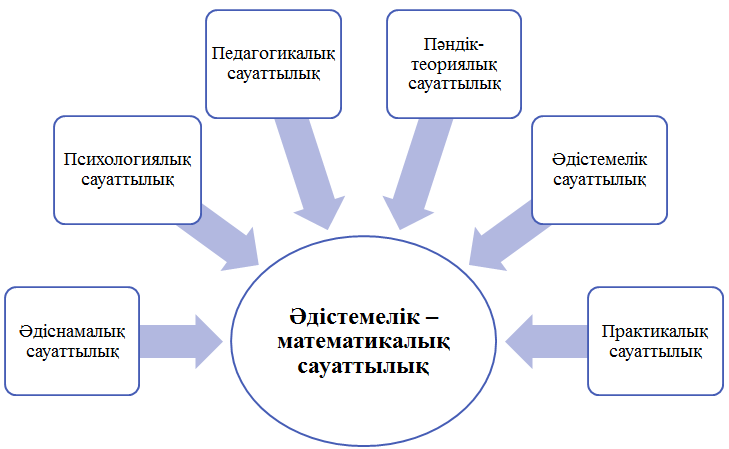 Педагогикалық
сауаттылық
Пәндік-
теориялық
сауаттылық
Психологиялық
сауаттылық
Әдістемелік
сауаттылық
Әдіснамалық
сауаттылық
Әдістемелік –
математикалық
сауаттылық
Практикалық
сауаттылық